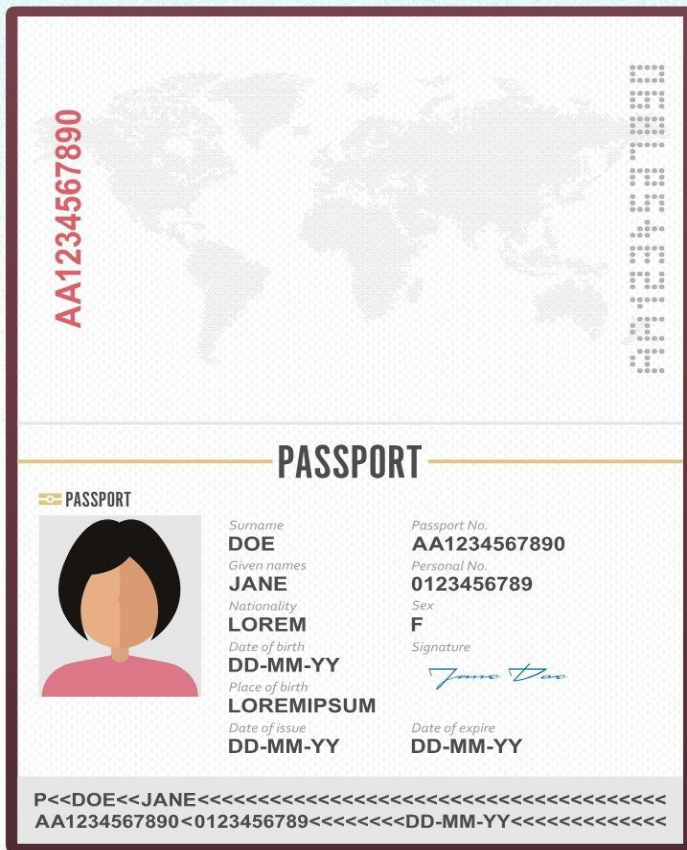 AA1234567890
AA1234567890
PASSPORT
PASSPORT
Surname
DOE
Passport No.
AA1234567890
Given names
JANE
Personal No.
0123456789
Nationality
LOREM
Sex
F
Date of birth
DD-MM-YY
Signature
Jane Doe
Place of birth
LOREMIPSUM
Date of issue
DD-MM-YY
Date of expire
DD-MM-YY
P<<DOE<<JANE<<<<<<<<<<<<<<<<<<<<<<<<<<<<<<<<<<<<<<<
AA1234567890<0123456789<<<<<<<<DD-MM-YY<<<<<<<<<<<<<